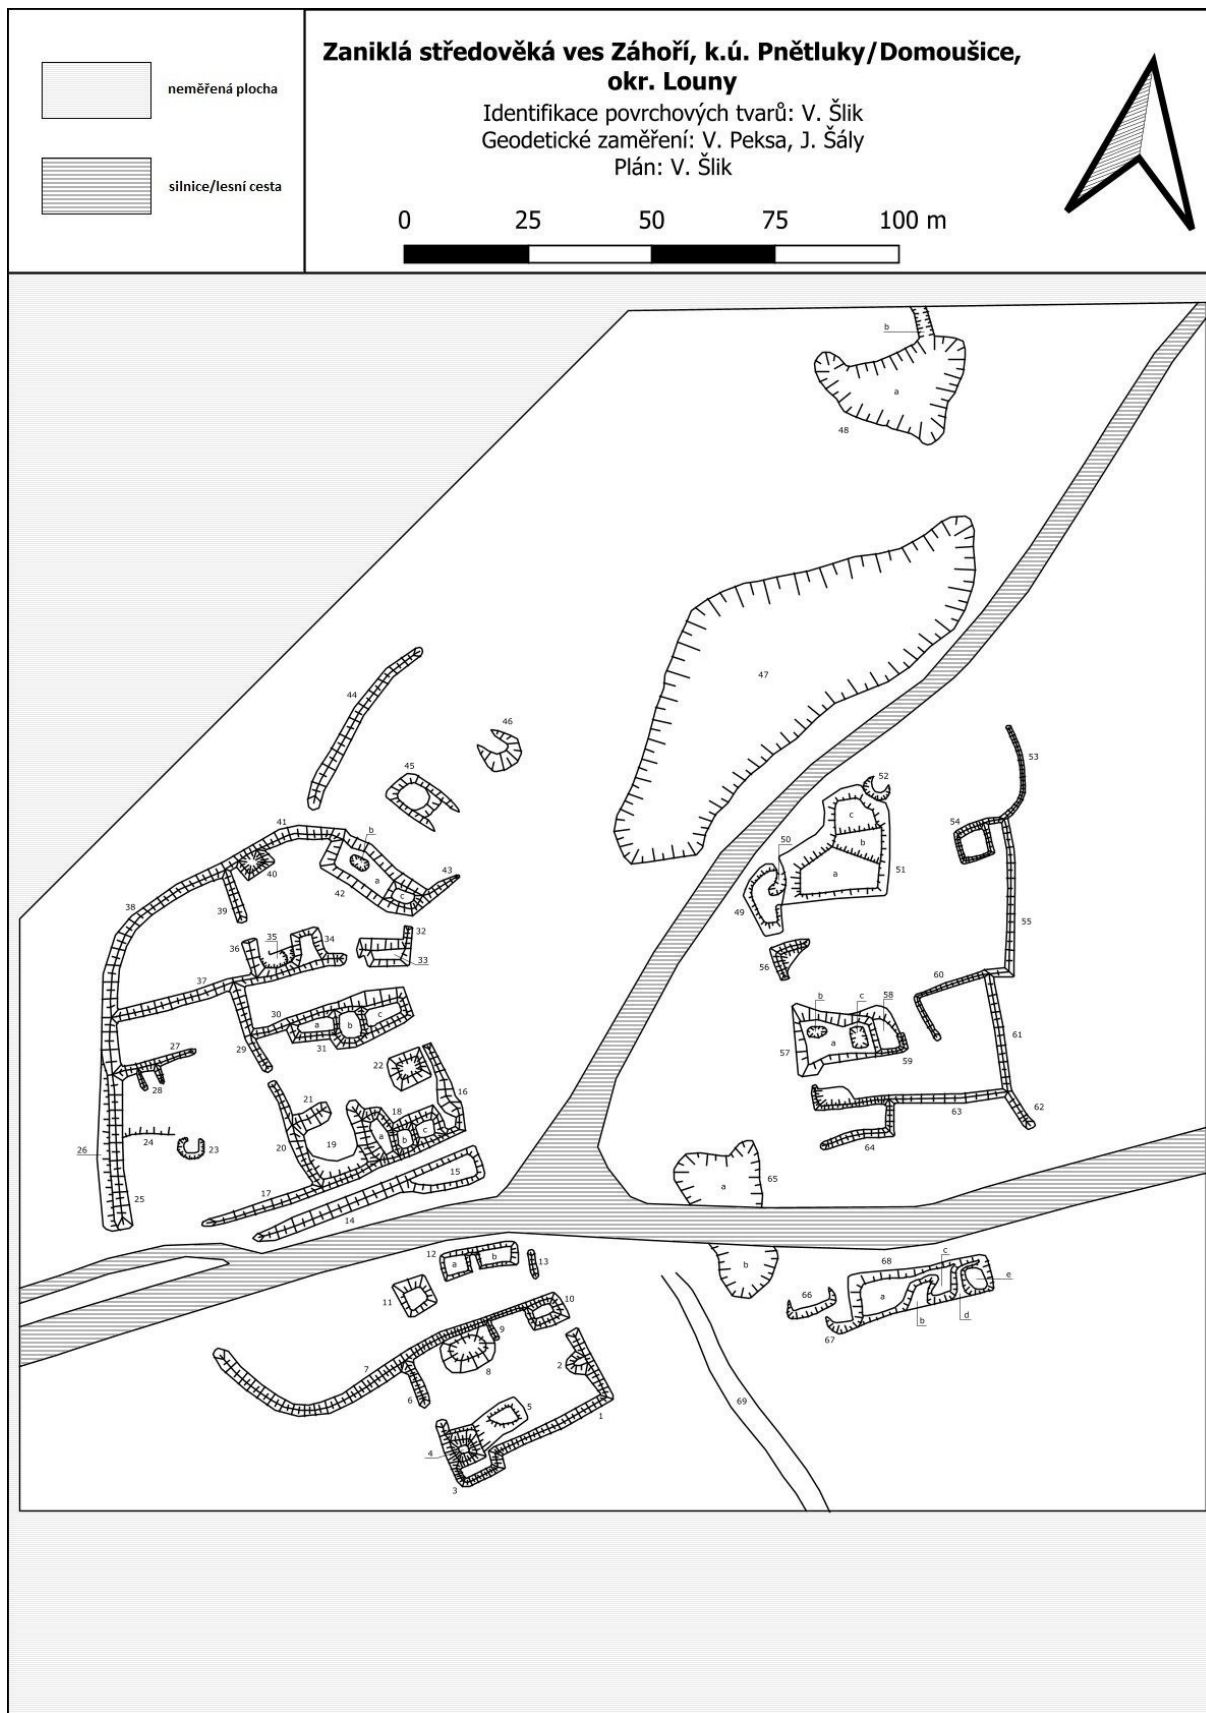 Zaniklá středověká ves Záhoří, k.ú. Pnětluky/Domoušice,
okr. Louny
Identifikace povrchových tvarů: V. Šlik
Geodetické zaměření: V. Peksa, J. Šály
Plán: V. Šlik
neměřená plocha
silnice/lesní cesta
0 25 50 75 100 m
b
a
48
47
44
46
45
41
b
a
42
c
43
40
39
38
36
35
34
32
33
37
30
a
b
c
31
29
27
28
22
16
21
20
19
18
a
b
c
24
23
26
25
17
15
14
53
52
c
50
b
a
51
54
49
55
56
60
b
c
58
57
a
59
61
62
63
64
65
a
b
12
a
b
13
11
10
9
8
7
6
2
5
1
4
3
66
67
68
c
a
b
d
e
69